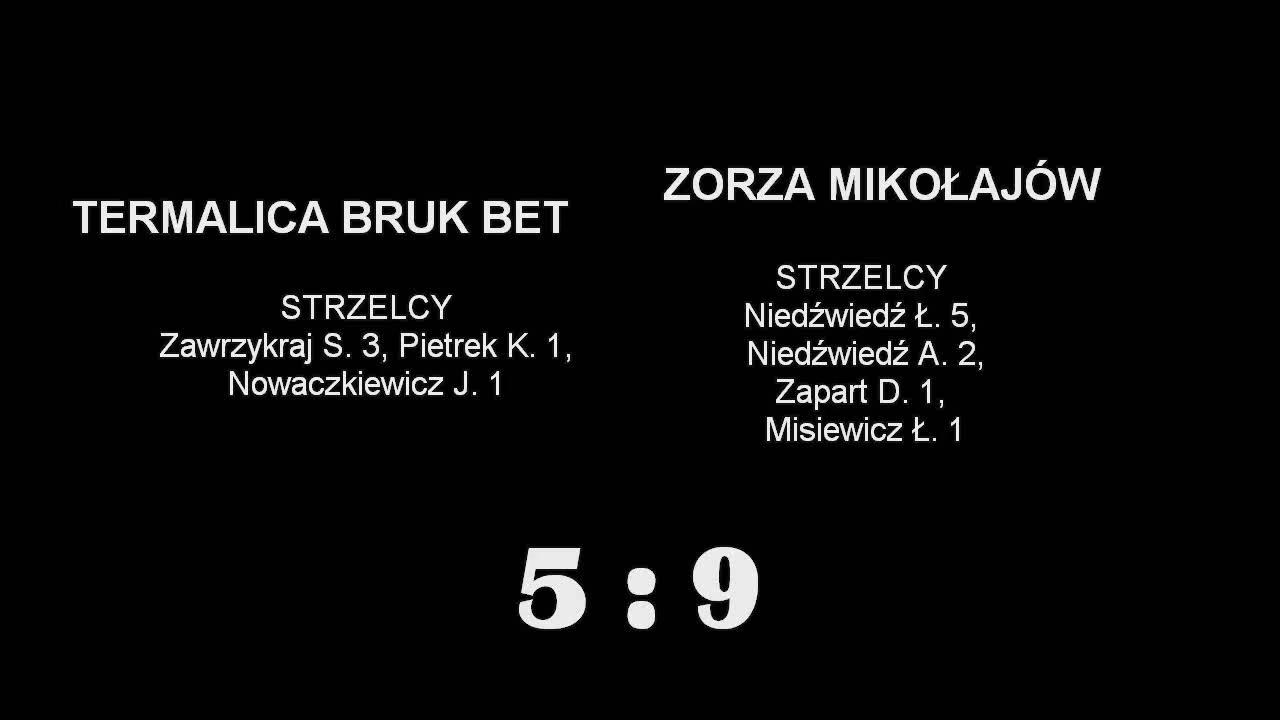 TERMALICA BRUK BET
STRZELCY
Zawrzykraj S. 3, Pietrek K. 1,
Nowaczkiewicz J. 1
ZORZA MIKOŁAJÓW
STRZELCY
Niedźwiedź Ł. 5,
Niedźwiedź A. 2,
Zapart D. 1,
Misiewicz Ł. 1
5 : 9